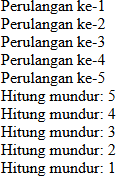 Perulangan ke-1
Perulangan ke-2
Perulangan ke-3
Perulangan ke-4
Perulangan ke-5
Hitung mundur: 5
Hitung mundur: 4
Hitung mundur: 3
Hitung mundur: 2
Hitung mundur: 1